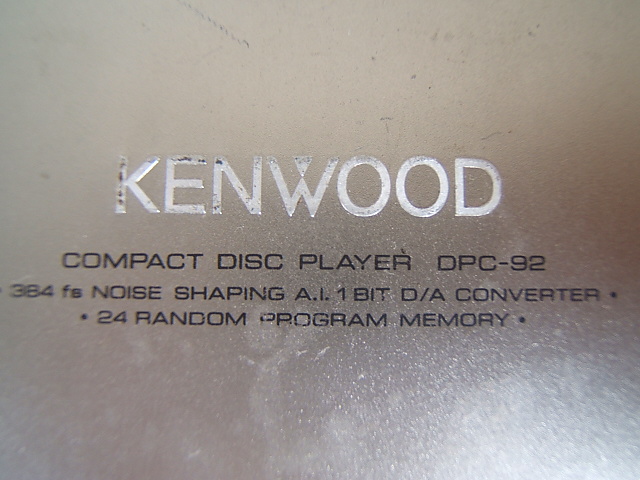 KENWOOD
COMPACT DISC PLAYER DPC-92
• 384 fs NOISE SHAPING A.I. 1 BIT D/A CONVERTER •
• 24 RANDOM PROGRAM MEMORY •